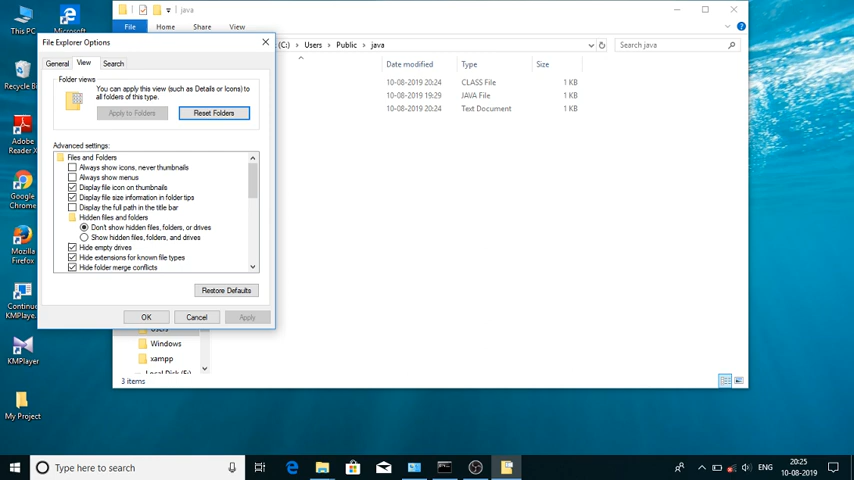 java
File
Home
Share
View
(C:)
Users
Public
java
Search java
Date modified
Type
Size
10-08-2019 20:24
CLASS File
1 KB
10-08-2019 19:29
JAVA File
1 KB
10-08-2019 20:24
Text Document
1 KB
File Explorer Options
General
View
Search
Folder views
You can apply this view (such as Details or Icons) to
all folders of this type.
Apply to Folders
Reset Folders
Advanced settings:
Files and Folders
Always show icons, never thumbnails
Always show menus
Display file icon on thumbnails
Display file size information in folder tips
Display the full path in the title bar
Hidden files and folders
Don't show hidden files, folders, or drives
Show hidden files, folders, and drives
Hide empty drives
Hide extensions for known file types
Hide folder merge conflicts
Restore Defaults
OK
Cancel
Apply
Users
Windows
xampp
Local Disk (E:)
3 items
This PC
Microsoft
Recycle Bin
Adobe
Reader X
Google
Chrome
Mozilla
Firefox
Continue
KMPlaye...
KMPlayer
My Project
Type here to search
ENG
20:25
10-08-2019